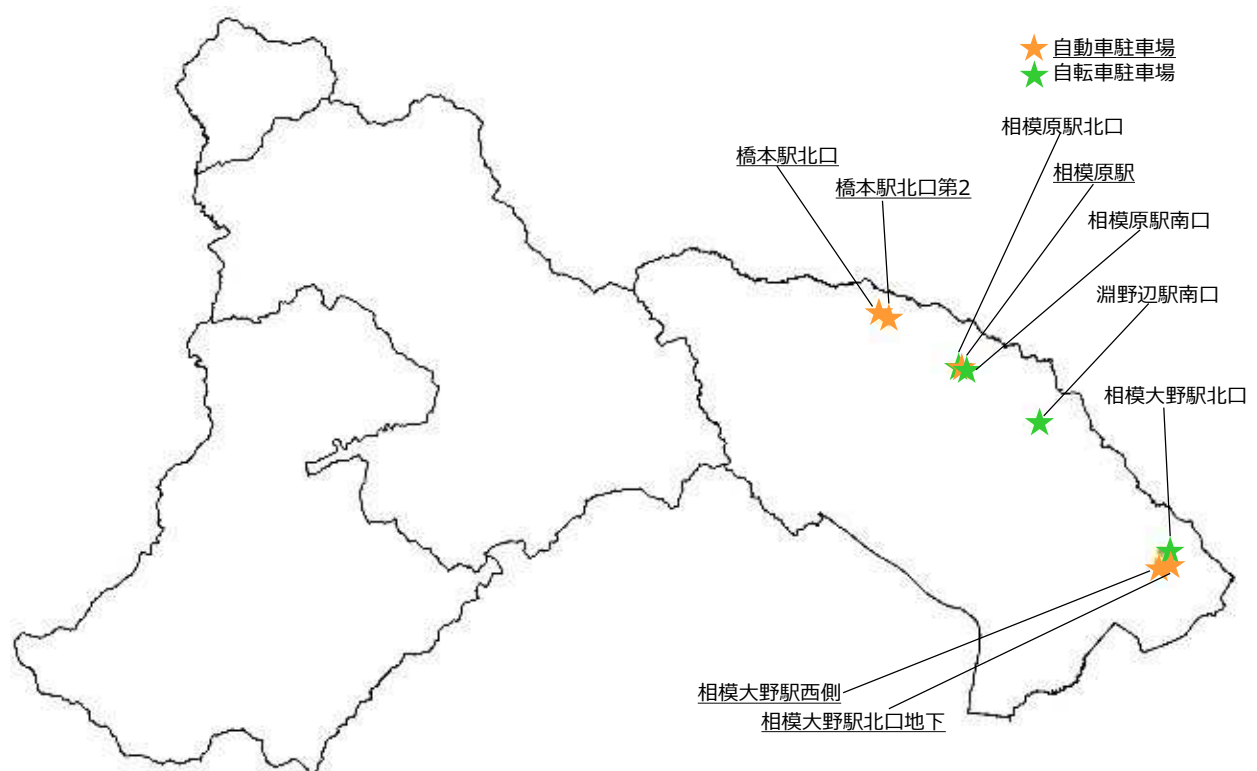 自動車駐車場
自転車駐車場
相模原駅北口
橋本駅北口
相模原駅
橋本駅北口第2
相模原駅南口
淵野辺駅南口
相模大野駅北口
相模大野駅西側
相模大野駅北口地下